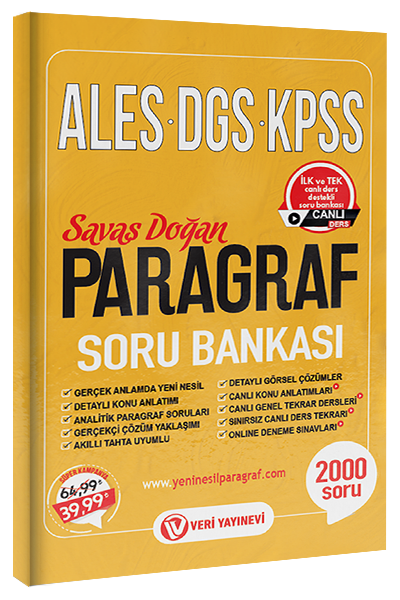 ALES·DGS·KPSS
İLK ve TEK
canlı ders
destekli
soru bankası
CANLI
DERS
Savaş Doğan
PARAGRAF
SORU BANKASI
GERÇEK ANLAMDA YENİ NESİL
DETAYLI KONU ANLATIMI
ANALİTİK PARAGRAF SORULARI
GERÇEKÇİ ÇÖZÜM YAKLAŞIMI
AKILLI TAHTA UYUMLU
DETAYLI GÖRSEL ÇÖZÜMLER
CANLI KONU ANLATIMLARI
CANLI GENEL TEKRAR DERSLERİ
SINIRSIZ CANLI DERS TEKRARI
ONLINE DENEME SINAVLARI
www.yeninesilparagraf.com
SÜPER KAMPANYA
64,99₺
39,99₺
2000
soru
VERİ YAYINEVİ